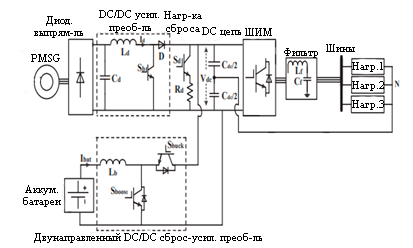 DC/DC усил. преоб-ль
Нагр-ка сброса
DC цепь
ШИМ
Диод. выпрям-ль
PMSG
Фильтр
Шины
Id
Ld
D
Cd
Sbd
Sd
Rd
Vdc
Cdc/2
Cdc/2
Lf
Cf
Нагр.1
Нагр.2
Нагр.3
N
Ibat
Lb
Sbuck
Sboost
Аккум. батареи
Двунаправленный DC/DC сброс-усил. преоб-ль